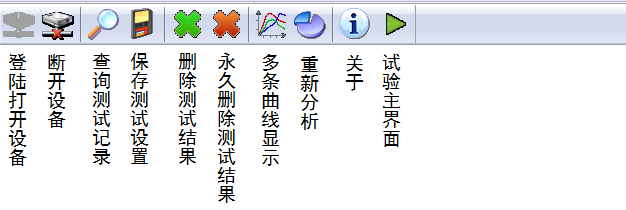 登陆打开设备
断开设备
查询测试记录
保存测试设置
删除测试结果
永久删除测试结果
多条曲线显示
重新分析
关于
试验主界面